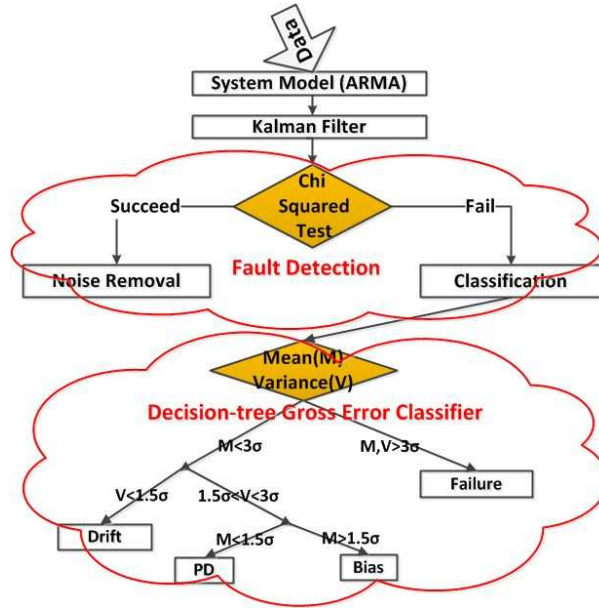 Data
System Model (ARMA)
Kalman Filter
Chi
Squared
Test
Succeed
Fail
Noise Removal
Fault Detection
Classification
Mean(M)
Variance(V)
Decision-tree Gross Error Classifier
M<3σ
M,V>3σ
V<1.5σ
1.5σ<V<3σ
Failure
Drift
M<1.5σ
M>1.5σ
PD
Bias